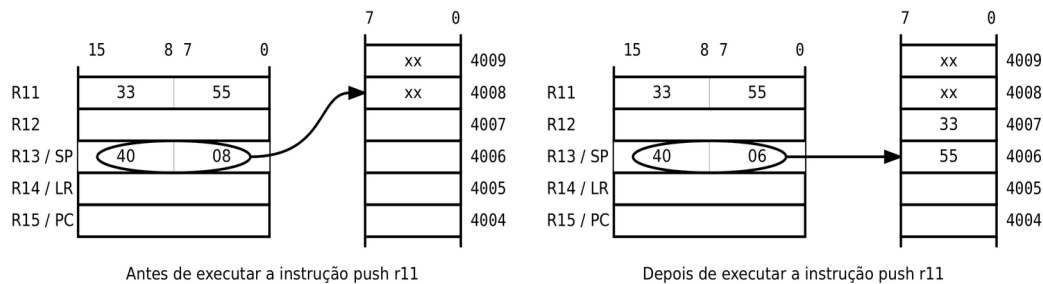 7 0 7 0
15 8 7 0 15 8 7 0
xx 4009 xx 4009
R11 33 55 xx 4008 R11 33 55 xx 4008
R12 4007 R12 33 4007
R13 / SP 40 08 4006 R13 / SP 40 06 55 4006
R14 / LR 4005 R14 / LR 4005
R15 / PC 4004 R15 / PC 4004
Antes de executar a instrução push r11 Depois de executar a instrução push r11